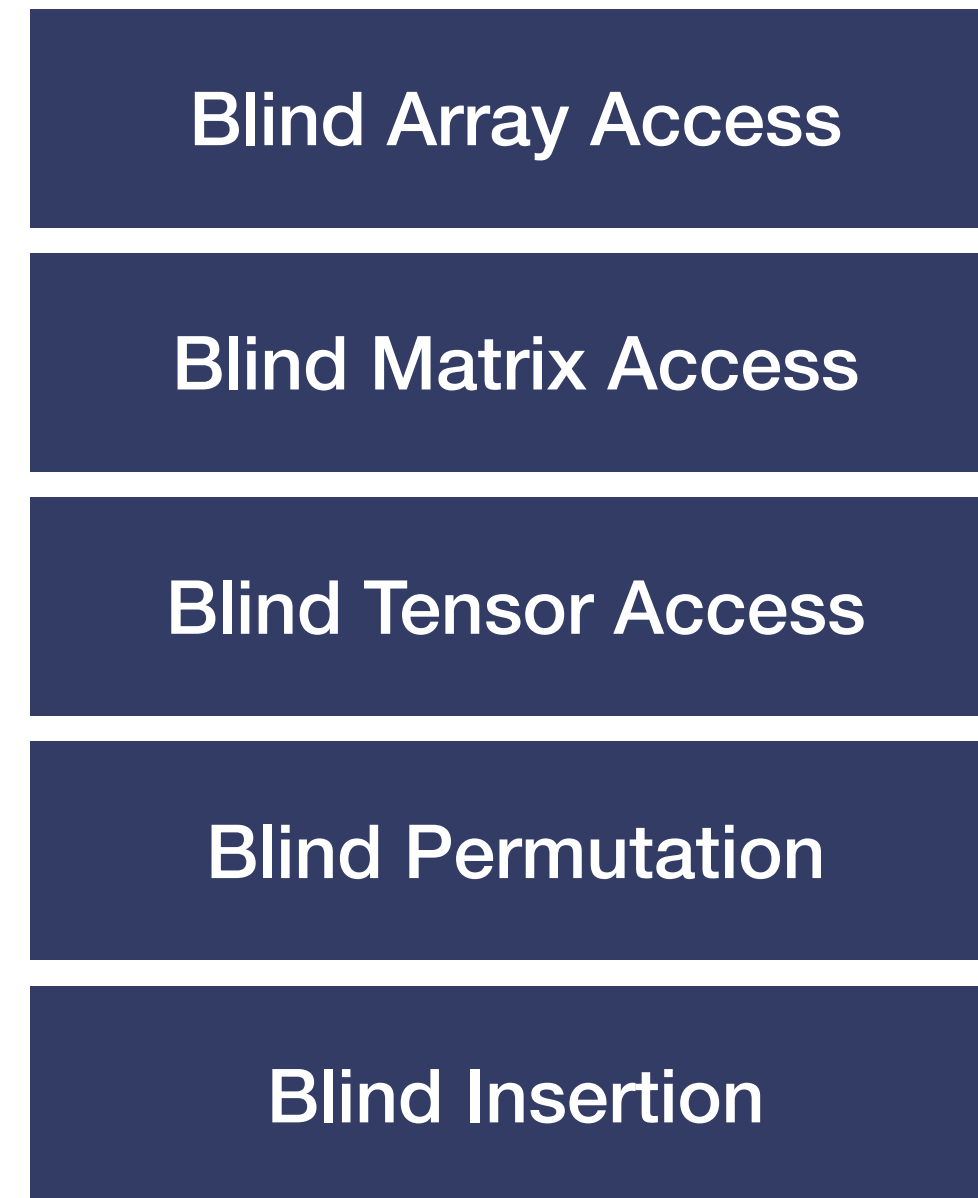 Blind Array Access
Blind Matrix Access
Blind Tensor Access
Blind Permutation
Blind Insertion